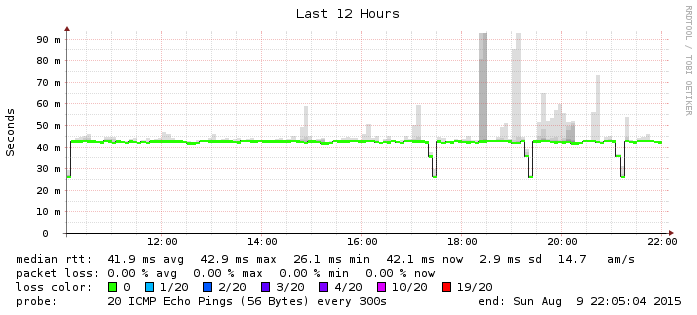 Last 12 Hours
RRDTOOL / TOBI OETIKER
Seconds
90 m
80 m
70 m
60 m
50 m
40 m
30 m
20 m
10 m
0
12:00 14:00 16:00 18:00 20:00 22:00
median rtt: 41.9 ms avg 42.9 ms max 26.1 ms min 42.1 ms now 2.9 ms sd 14.7 am/s
packet loss: 0.00 % avg 0.00 % max 0.00 % min 0.00 % now
loss color: 0 1/20 2/20 3/20 4/20 10/20 19/20
probe: 20 ICMP Echo Pings (56 Bytes) every 300s end: Sun Aug 9 22:05:04 2015